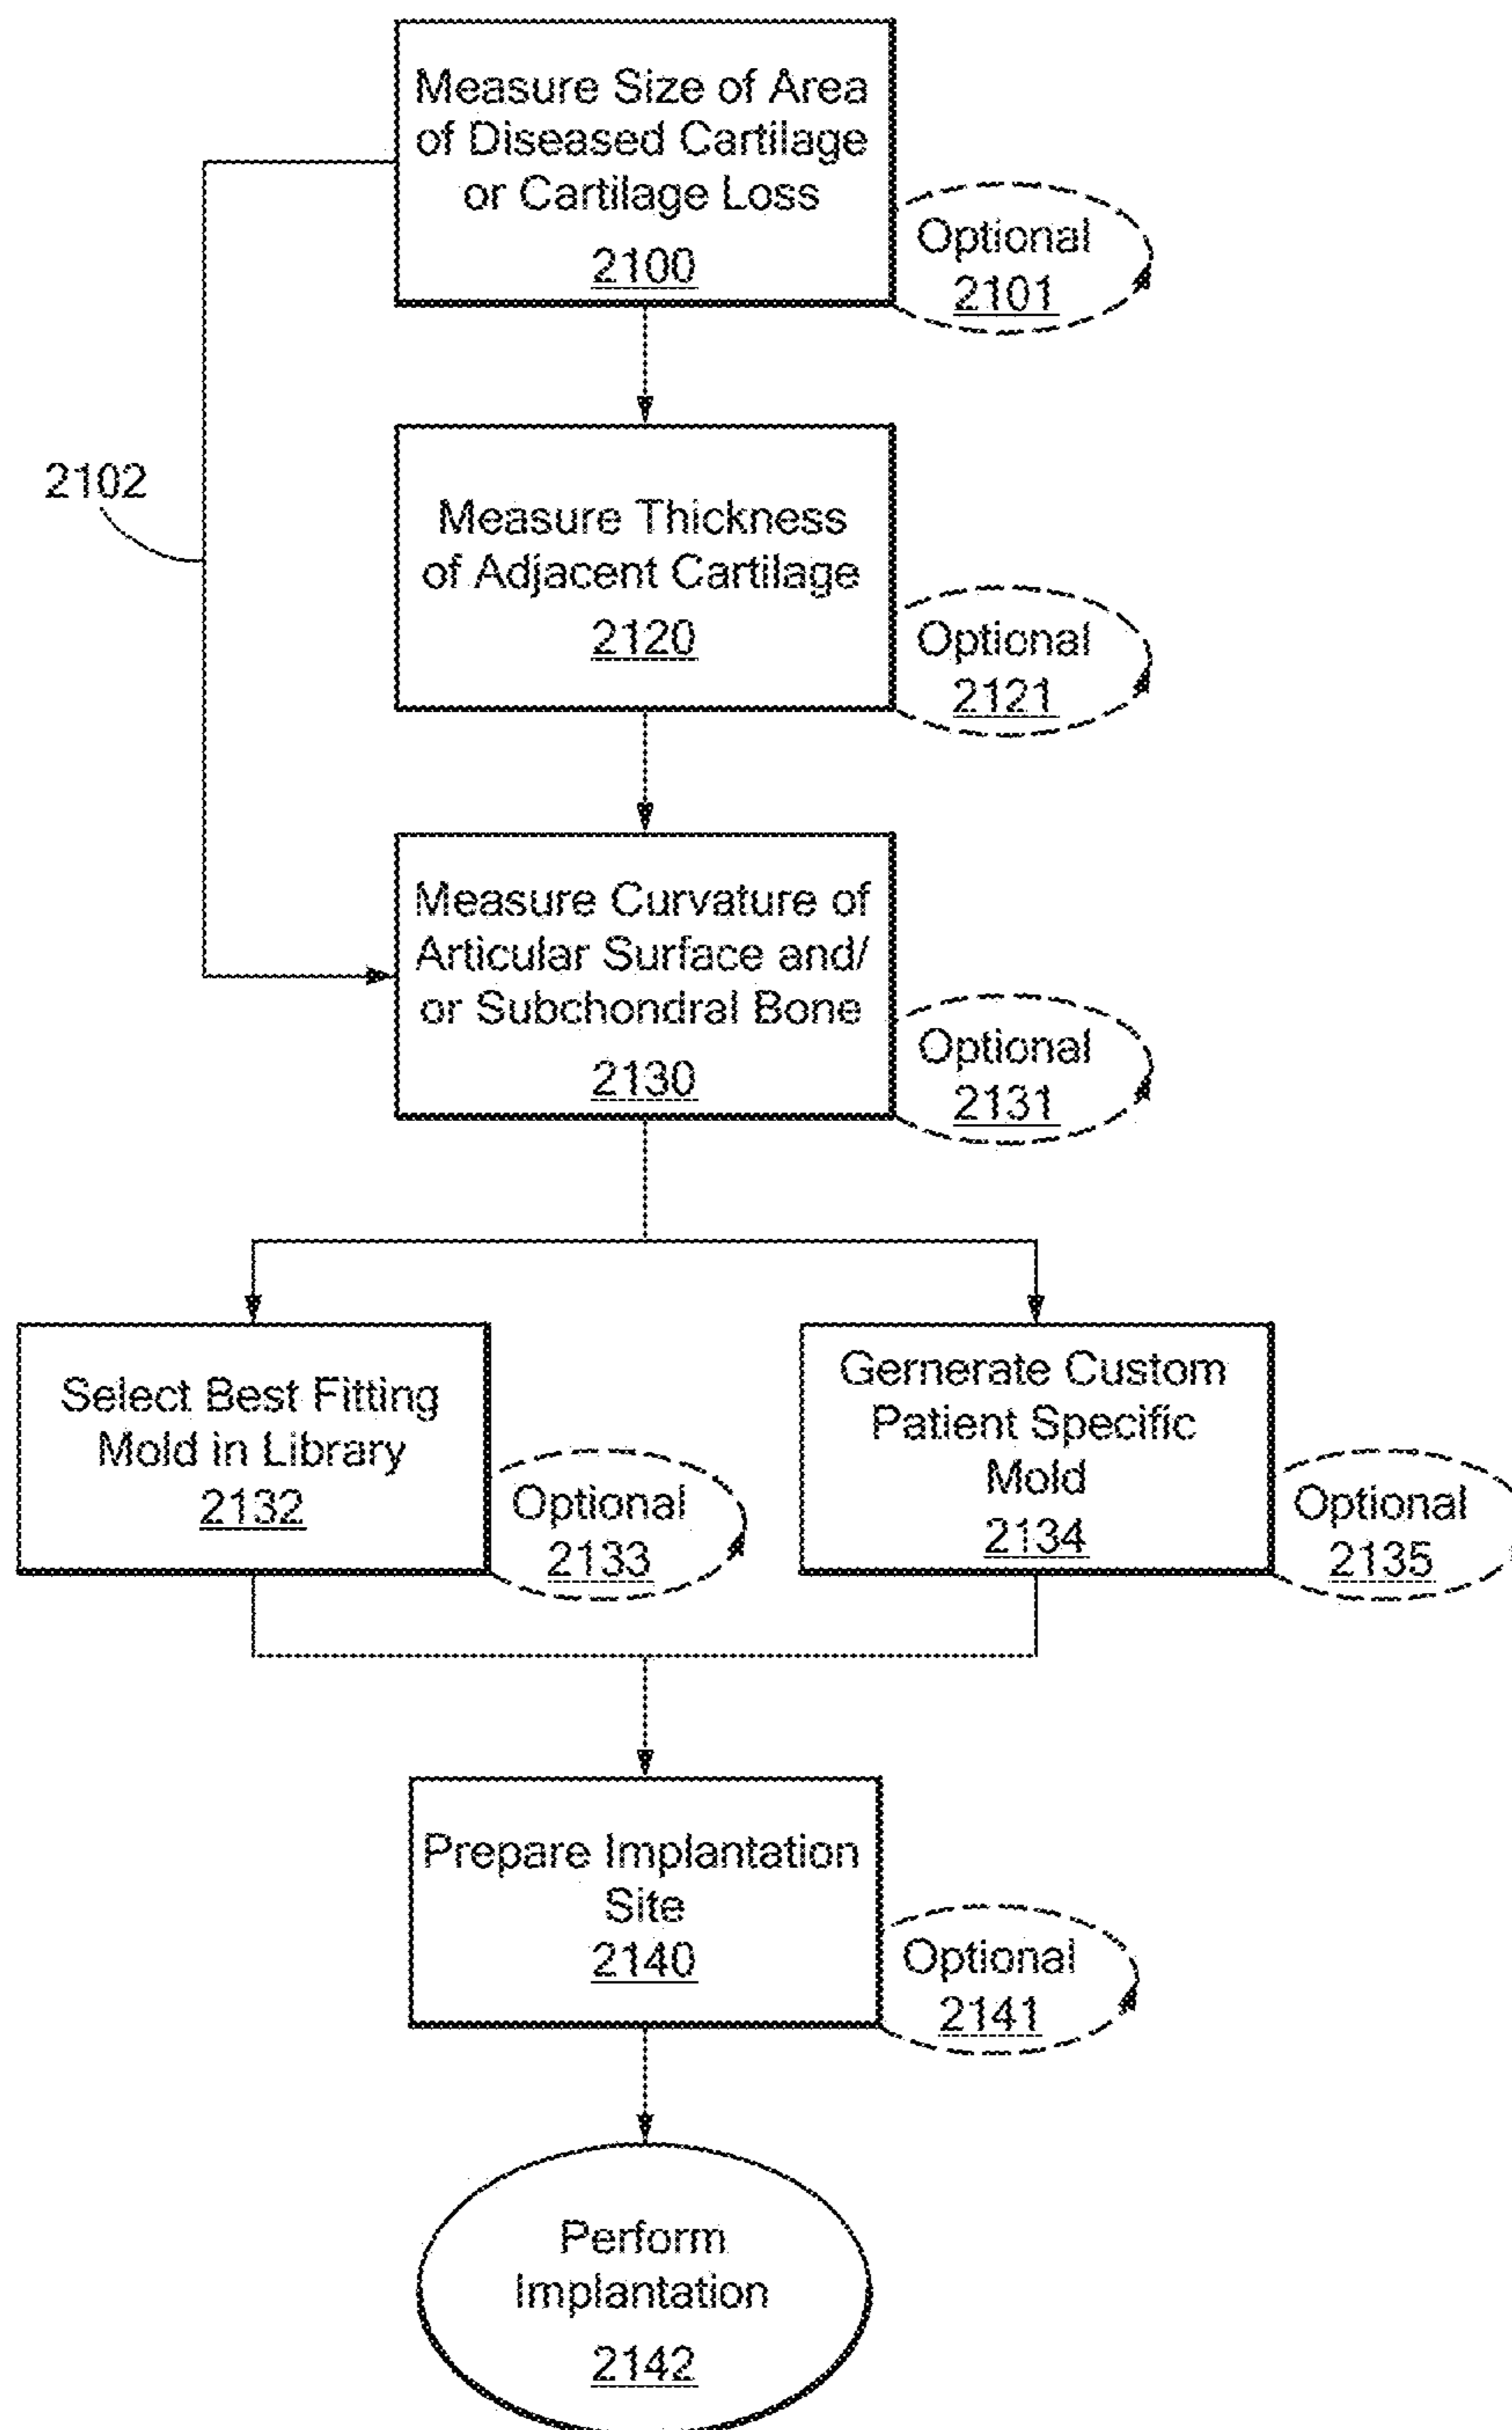 Measure Size of Area
of Diseased Cartilage
or Cartilage Loss
2100
Optional
2101
2102
Measure Thickness
of Adjacent Cartilage
2120
Optional
2121
Measure Curvature of
Articular Surface and/
or Subchondral Bone
2130
Optional
2131
Select Best Fitting
Mold in Library
2132
Optional
2133
Gernerate Custom
Patient Specific
Mold
2134
Optional
2135
Prepare Implantation
Site
2140
Optional
2141
Perform
Implantation
2142